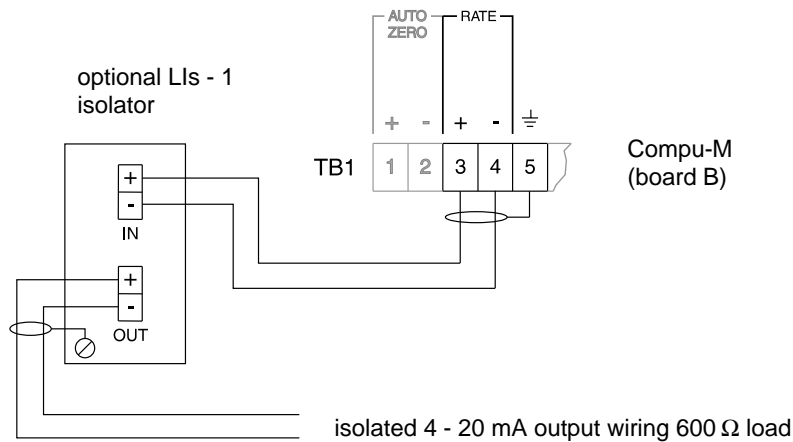 AUTO ZERO
RATE
optional LIs - 1
isolator
+ - + -
TB1 1 2 3 4 5
Compu-M
(board B)
+
-
IN
+
-
OUT
isolated 4 - 20 mA output wiring 600 Ω load